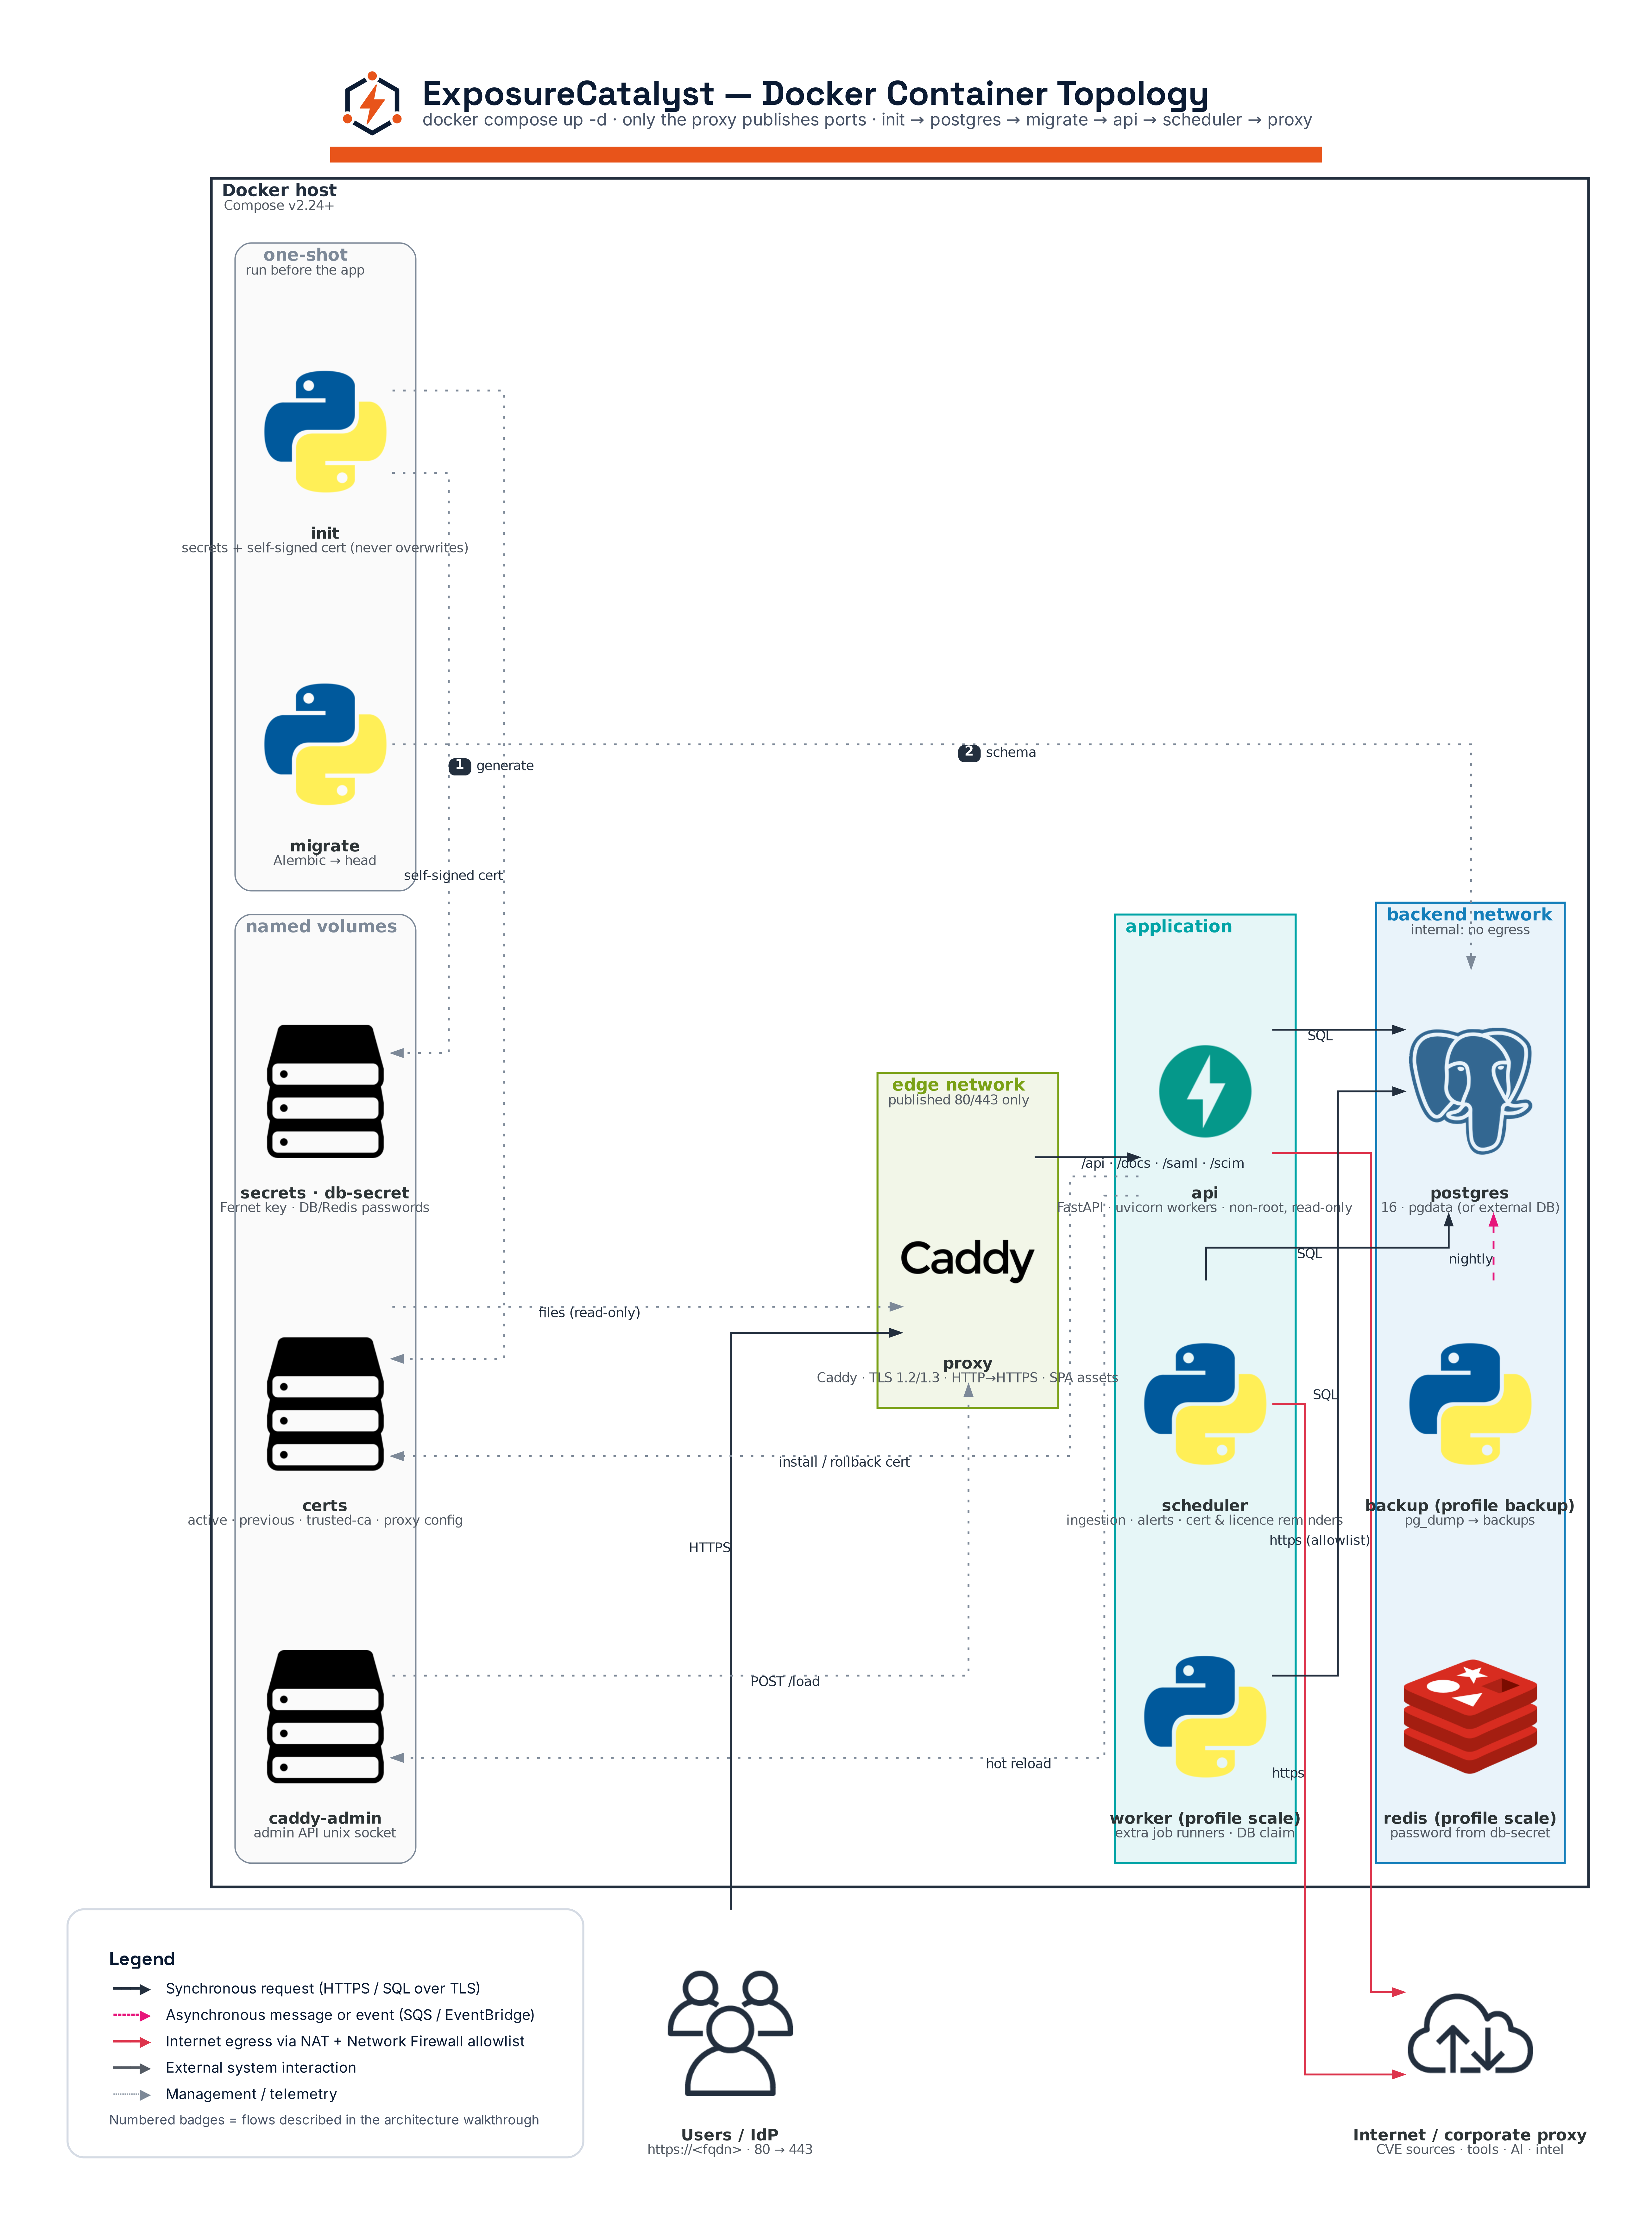 ExposureCatalyst — Docker Container Topology
docker compose up -d · only the proxy publishes ports · init → postgres → migrate → api → scheduler → proxy
Docker host
Compose v2.24+
one-shot
run before the app
init
secrets + self-signed cert (never overwrites)
2 schema
1 generate
migrate
Alembic → head
self-signed cert
named volumes
application
backend network
internal: no egress
SQL
edge network
published 80/443 only
/api · /docs · /saml · /scim
secrets · db-secret
Fernet key · DB/Redis passwords
api
FastAPI · uvicorn workers · non-root, read-only
postgres
16 · pgdata (or external DB)
SQL
nightly
Caddy
files (read-only)
proxy
Caddy · TLS 1.2/1.3 · HTTP→HTTPS · SPA assets
SQL
install / rollback cert
certs
active · previous · trusted-ca · proxy config
scheduler
ingestion · alerts · cert & licence reminders
backup (profile backup)
pg_dump → backups
HTTPS
https (allowlist)
POST /load
hot reload
https
caddy-admin
admin API unix socket
worker (profile scale)
extra job runners · DB claim
redis (profile scale)
password from db-secret
Legend
Synchronous request (HTTPS / SQL over TLS)
Asynchronous message or event (SQS / EventBridge)
Internet egress via NAT + Network Firewall allowlist
External system interaction
Management / telemetry
Numbered badges = flows described in the architecture walkthrough
Users / IdP
https://<fqdn> · 80 → 443
Internet / corporate proxy
CVE sources · tools · AI · intel